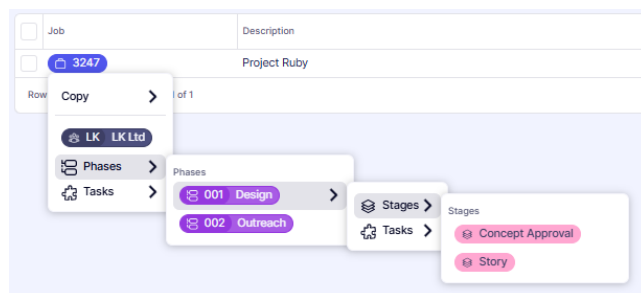 Job Description
3247 Project Ruby
Row 1 of 1
Copy
LK LK Ltd
Phases
Tasks
Phases
001 Design
002 Outreach
Stages
Tasks
Stages
Concept Approval
Story